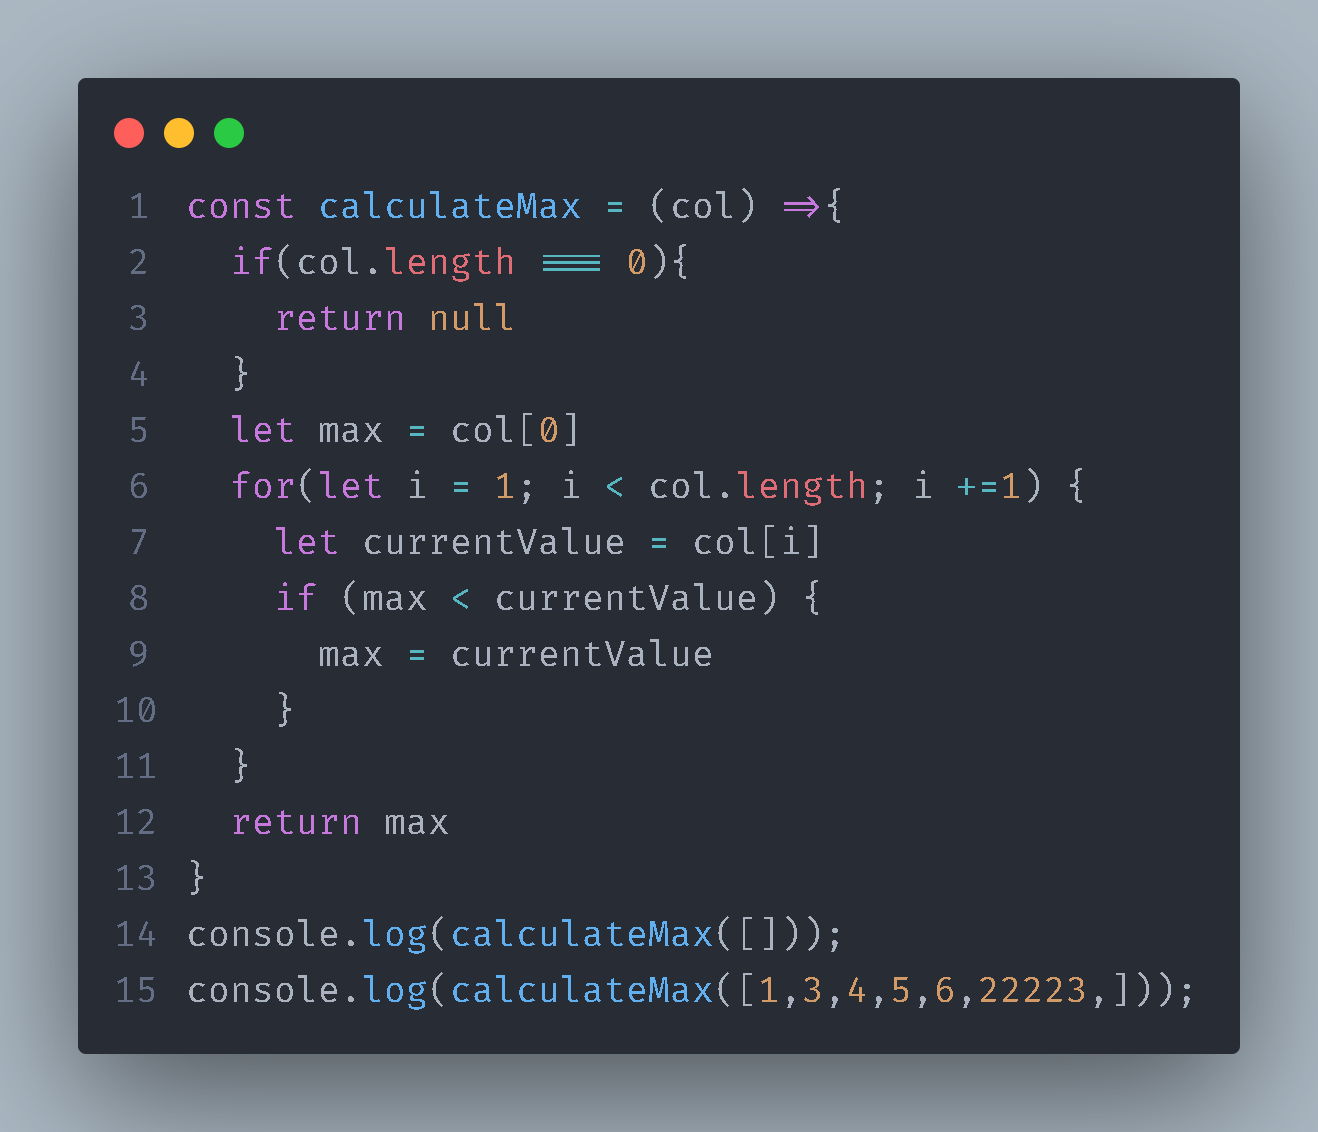 1 const calculateMax = (col) =>{
2   if(col.length === 0){
3     return null
4   }
5   let max = col[0]
6   for(let i = 1; i < col.length; i +=1) {
7     let currentValue = col[i]
8     if (max < currentValue) {
9       max = currentValue
10     }
11   }
12   return max
13 }
14 console.log(calculateMax([]));
15 console.log(calculateMax([1,3,4,5,6,22223,]));